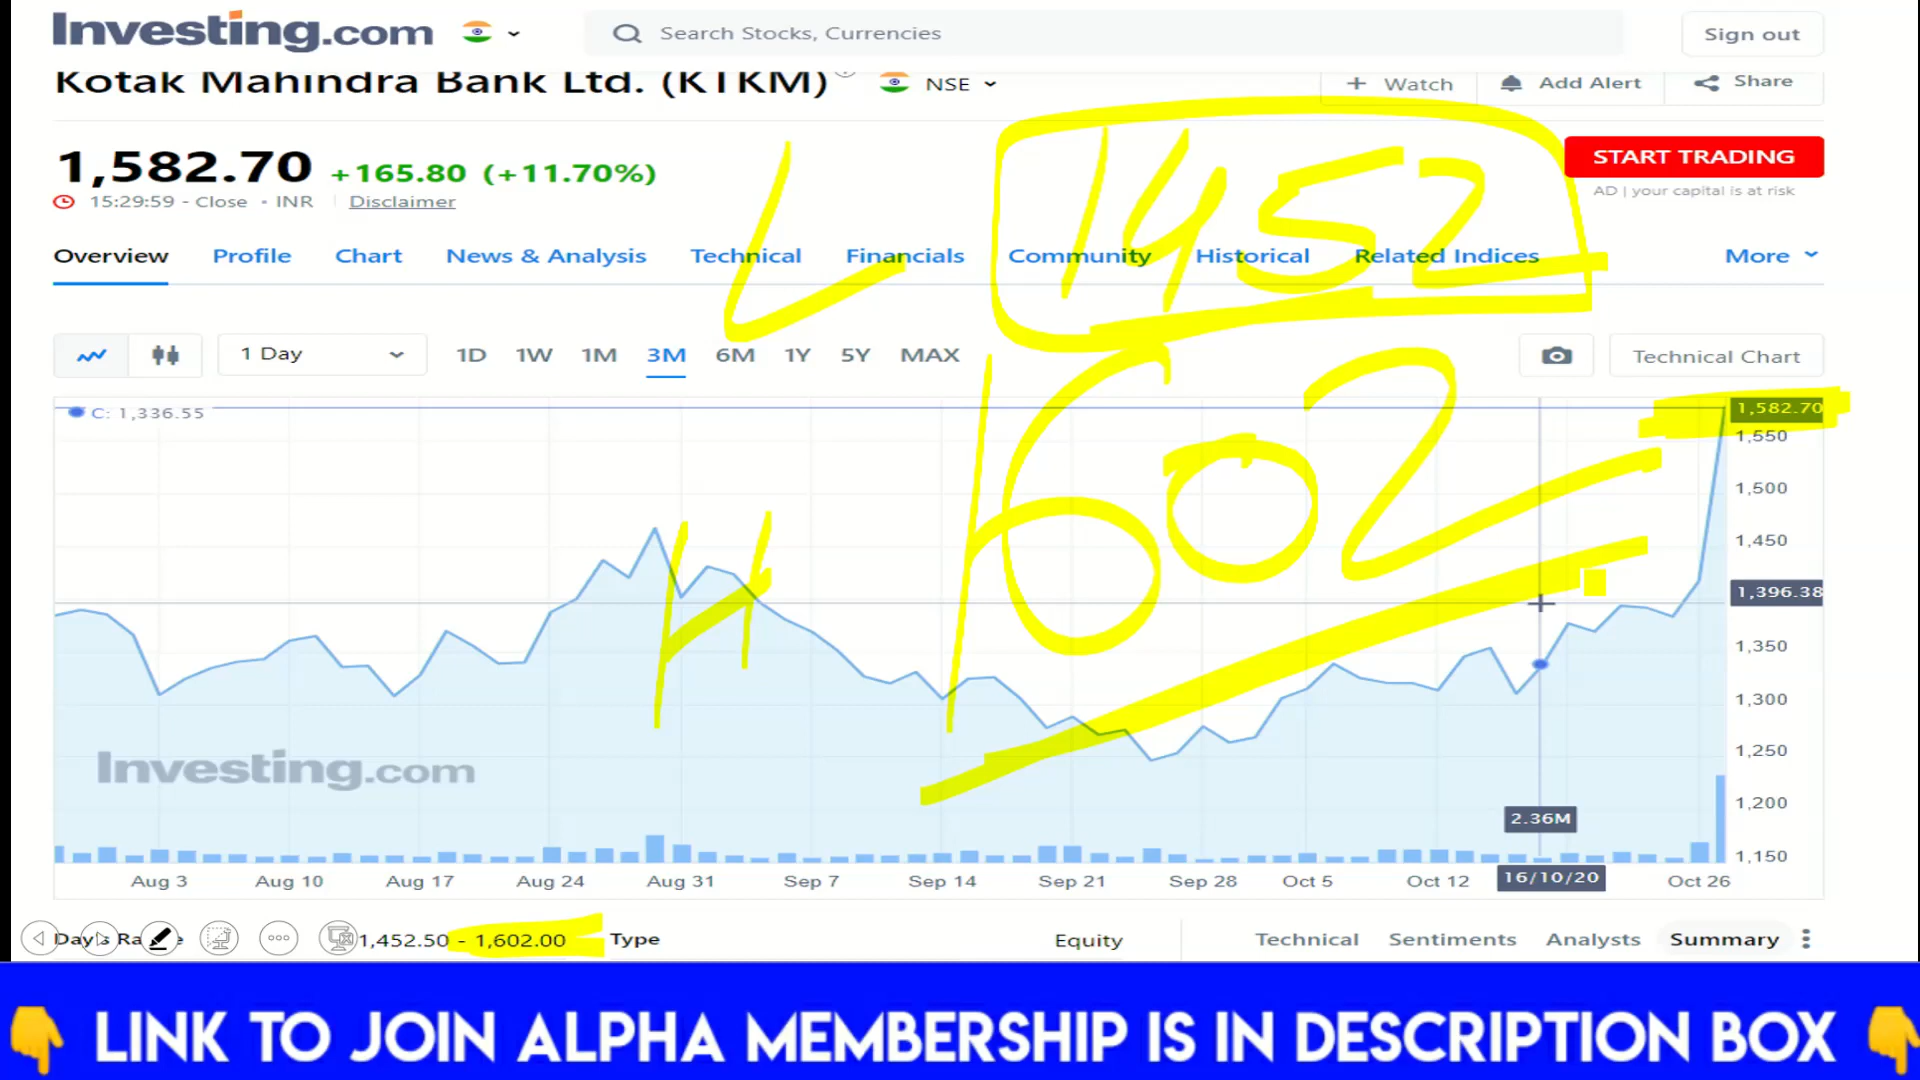 Investing.com
Search Stocks, Currencies
Sign out
Kotak Mahindra Bank Ltd. (KTKM)
NSE
+ Watch
Add Alert
Share
1,582.70 +165.80 (+11.70%)
15:29:59 - Close · INR
Disclaimer
START TRADING
AD | your capital is at risk
L 1452
Overview Profile Chart News & Analysis Technical Financials Community Historical Related Indices More
1 Day
1D 1W 1M 3M 6M 1Y 5Y MAX
Technical Chart
H 1602
C: 1,336.55
1,582.70
1,550
1,500
1,450
1,396.38
1,350
1,300
1,250
1,200
1,150
Investing.com
2.36M
Aug 3 Aug 10 Aug 17 Aug 24 Aug 31 Sep 7 Sep 14 Sep 21 Sep 28 Oct 5 Oct 12 16/10/20 Oct 26
1,452.50 - 1,602.00
Type
Equity
Technical Sentiments Analysts Summary
LINK TO JOIN ALPHA MEMBERSHIP IS IN DESCRIPTION BOX